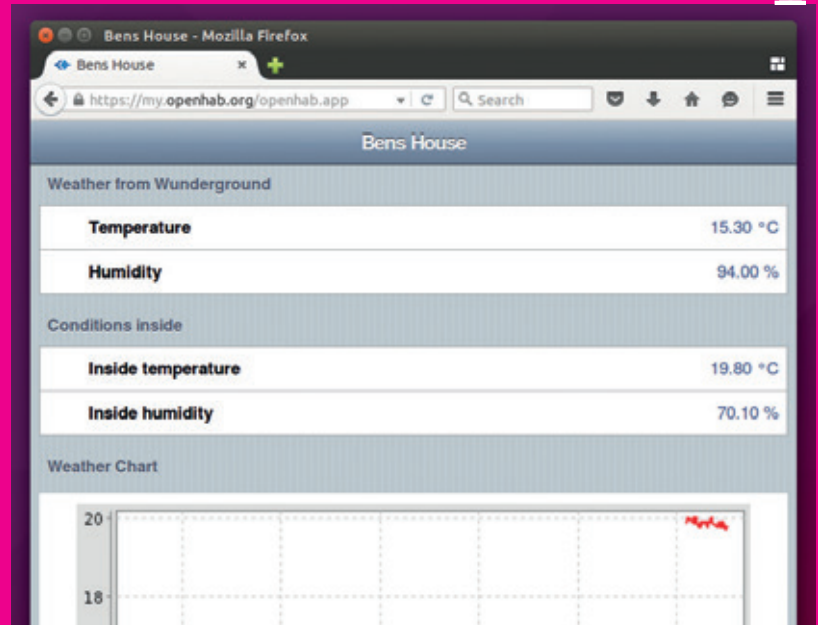 Bens House - Mozilla Firefox
Bens House
https://my.openhab.org/openhab.app
Search
Bens House
Weather from Wunderground
Temperature 15.30 °C
Humidity 94.00 %
Conditions inside
Inside temperature 19.80 °C
Inside humidity 70.10 %
Weather Chart
20
18